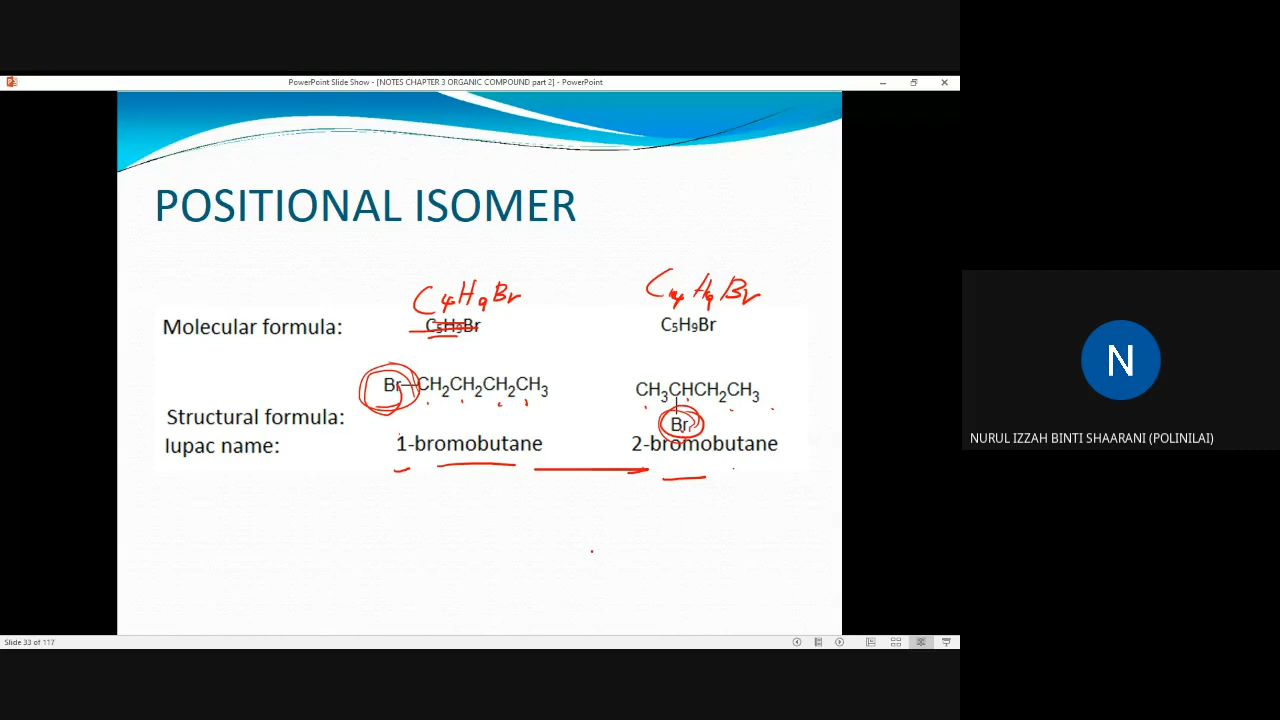 PowerPoint Slide Show - [NOTES CHAPTER 3 ORGANIC COMPOUND part 2] - PowerPoint
POSITIONAL ISOMER
C₄H₉Br C₄H₉Br
Molecular formula: C₅H₉Br C₅H₉Br
Br—CH₂CH₂CH₂CH₃ CH₃CHCH₂CH₃
Structural formula: Br
Iupac name: 1-bromobutane 2-bromobutane
N
NURUL IZZAH BINTI SHAARANI (POLINILAI)
Slide 33 of 117